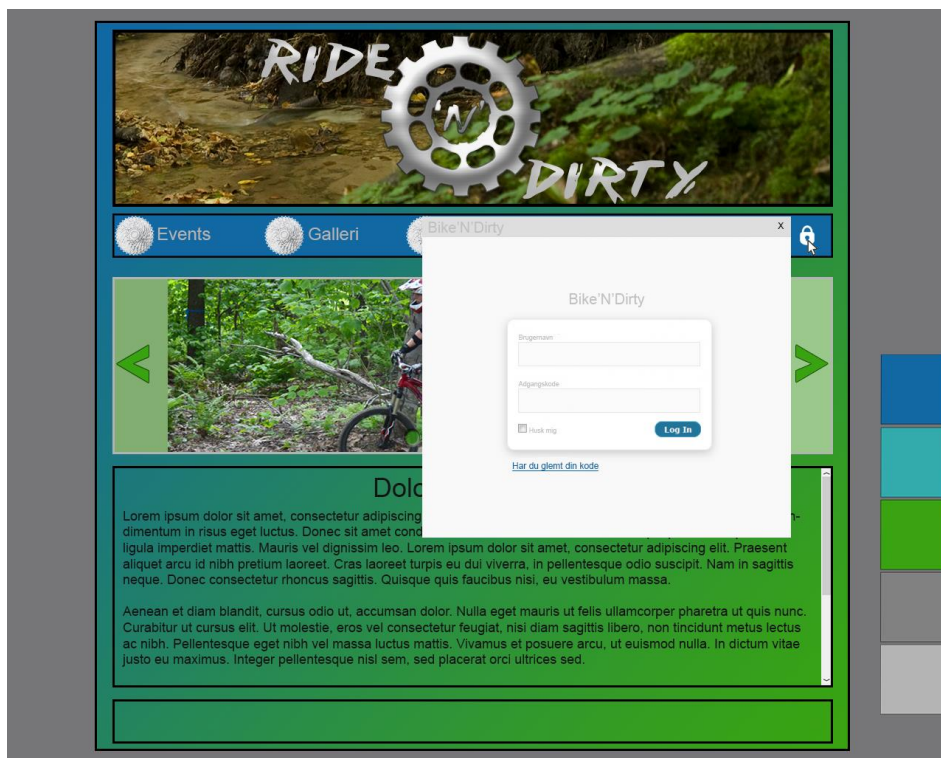 RIDE
'N'
DIRTY
Events
Galleri
Bike'N'Dirty
X
Bike'N'Dirty
Brugernavn
Adgangskode
Husk mig
Log In
Har du glemt din kode
Lorem ipsum dolor sit amet, consectetur adipiscing
dimentum in risus eget luctus. Donec sit amet
ligula imperdiet mattis. Mauris vel dignissim leo. Lorem ipsum dolor sit amet, consectetur adipiscing elit. Praesent
aliquet arcu id nibh pretium laoreet. Cras laoreet turpis eu dui viverra, in pellentesque odio suscipit. Nam in sagittis
neque. Donec consectetur rhoncus sagittis. Quisque quis faucibus nisi, eu vestibulum massa.
Aenean et diam blandit, cursus odio ut, accumsan dolor. Nulla eget mauris ut felis ullamcorper pharetra ut quis nunc.
Curabitur ut cursus elit. Ut molestie, eros vel consectetur feugiat, nisi diam sagittis libero, non tincidunt metus lectus
ac nibh. Pellentesque eget nibh vel massa luctus mattis. Vivamus et posuere arcu, ut euismod nulla. In dictum vitae
justo eu maximus. Integer pellentesque nisl sem, sed placerat orci ultrices sed.